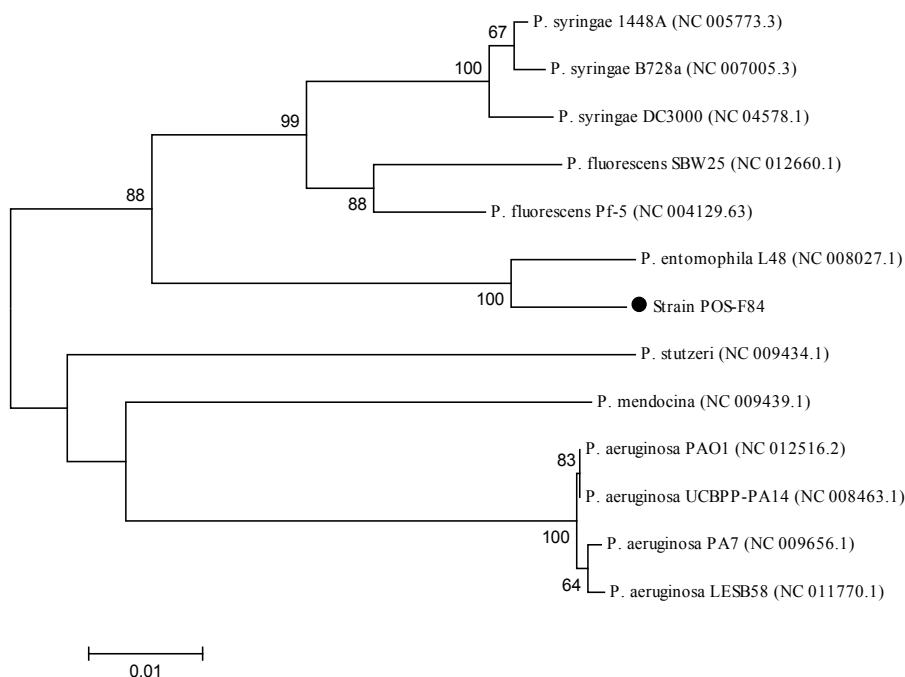 67
P. syringae 1448A (NC 005773.3)
100
P. syringae B728a (NC 007005.3)
P. syringae DC3000 (NC 04578.1)
99
P. fluorescens SBW25 (NC 012660.1)
88
88
P. fluorescens Pf-5 (NC 004129.63)
P. entomophila L48 (NC 008027.1)
100
Strain POS-F84
P. stutzeri (NC 009434.1)
P. mendocina (NC 009439.1)
P. aeruginosa PAO1 (NC 012516.2)
83
P. aeruginosa UCBPP-PA14 (NC 008463.1)
100
P. aeruginosa PA7 (NC 009656.1)
64
P. aeruginosa LESB58 (NC 011770.1)
0.01